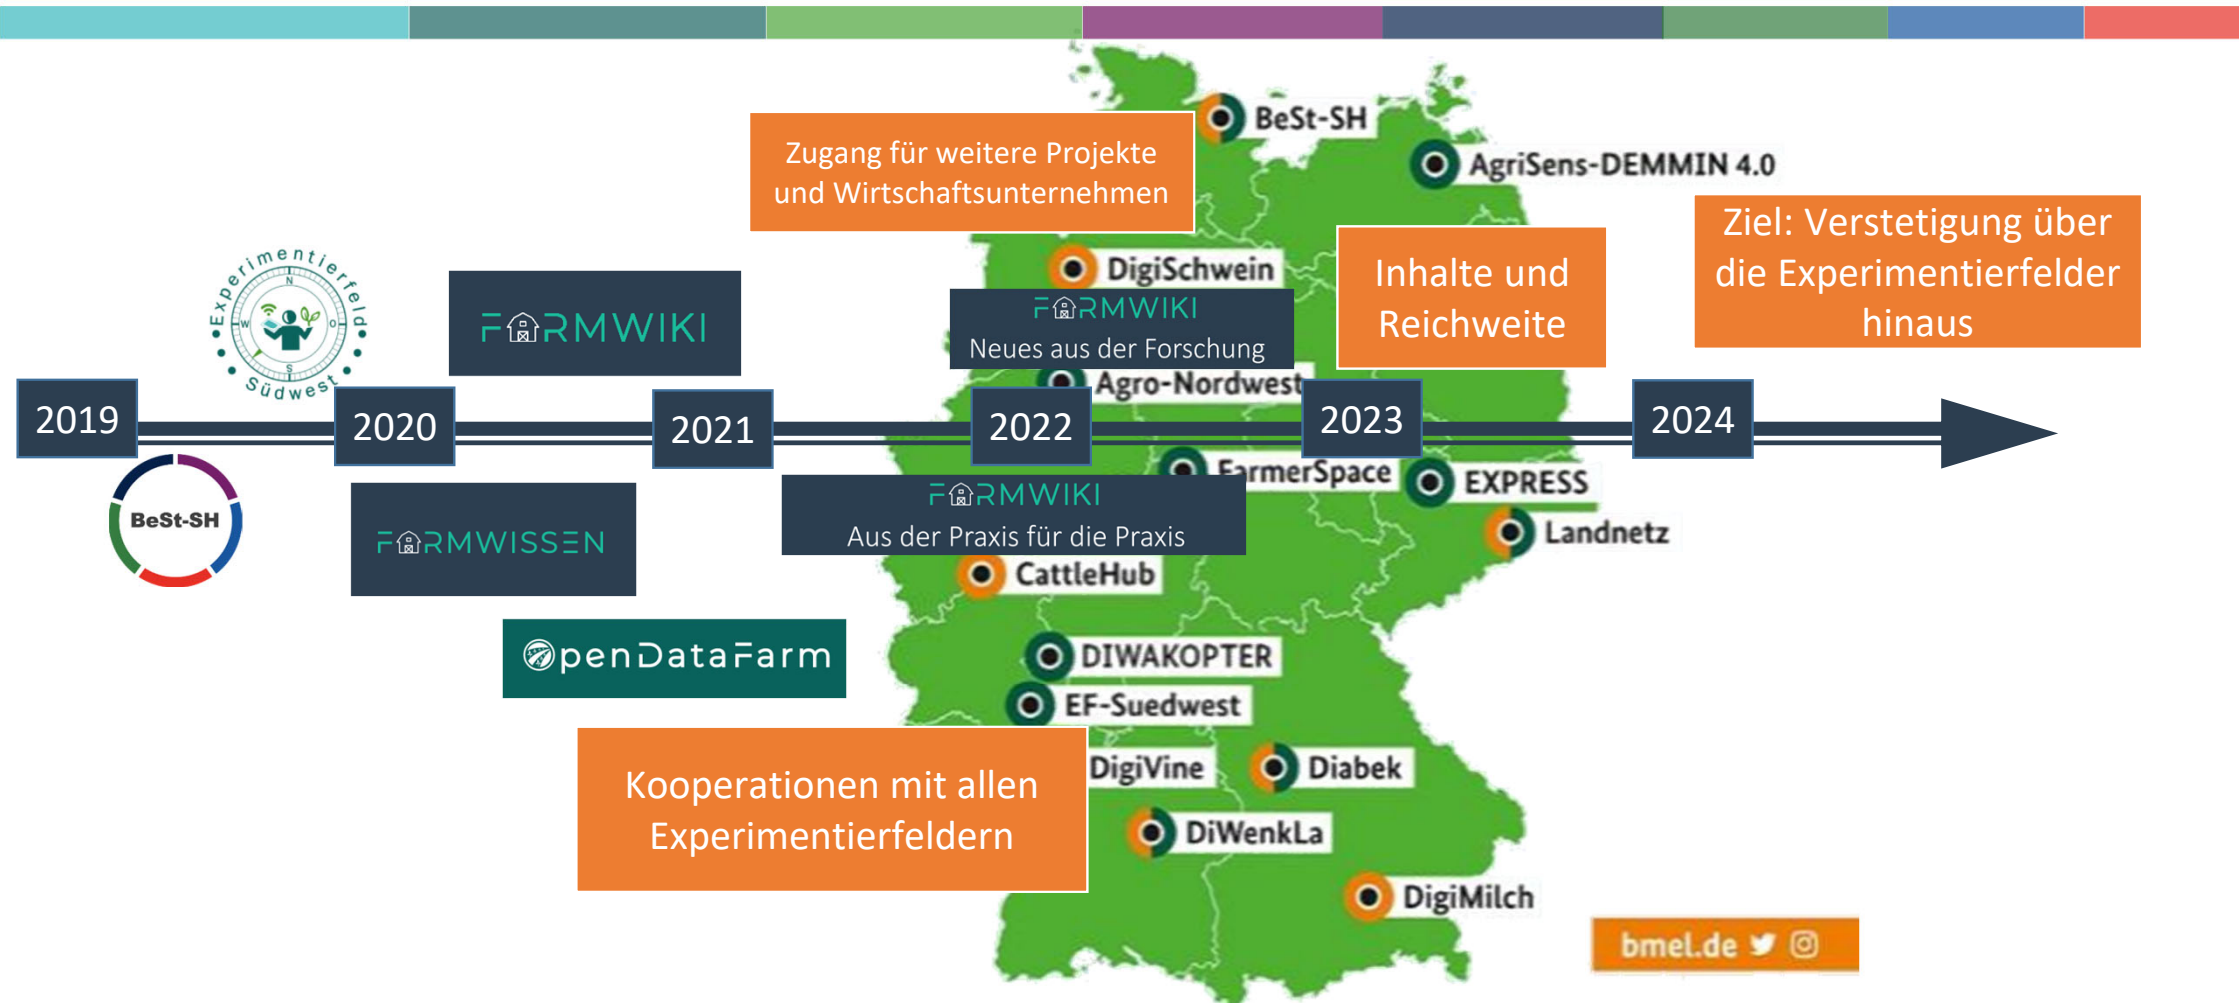 BeSt-SH
AgriSens-DEMMIN 4.0
Zugang für weitere Projekte
und Wirtschaftsunternehmen
Ziel: Verstetigung über
die Experimentierfelder
hinaus
DigiSchwein
Inhalte und
Reichweite
Experimentierfeld
Südwest
N
W
O
S
FARMWIKI
FARMWIKI
Neues aus der Forschung
Agro-Nordwest
2019
2020
2021
2022
2023
2024
FarmerSpace
EXPRESS
BeSt-SH
FARMWIKI
Aus der Praxis für die Praxis
Landnetz
FARMWISSEN
CattleHub
OpenDataFarm
DIWAKOPTER
EF-Suedwest
Kooperationen mit allen
Experimentierfeldern
DigiVine
Diabek
DiWenkLa
DigiMilch
bmel.de